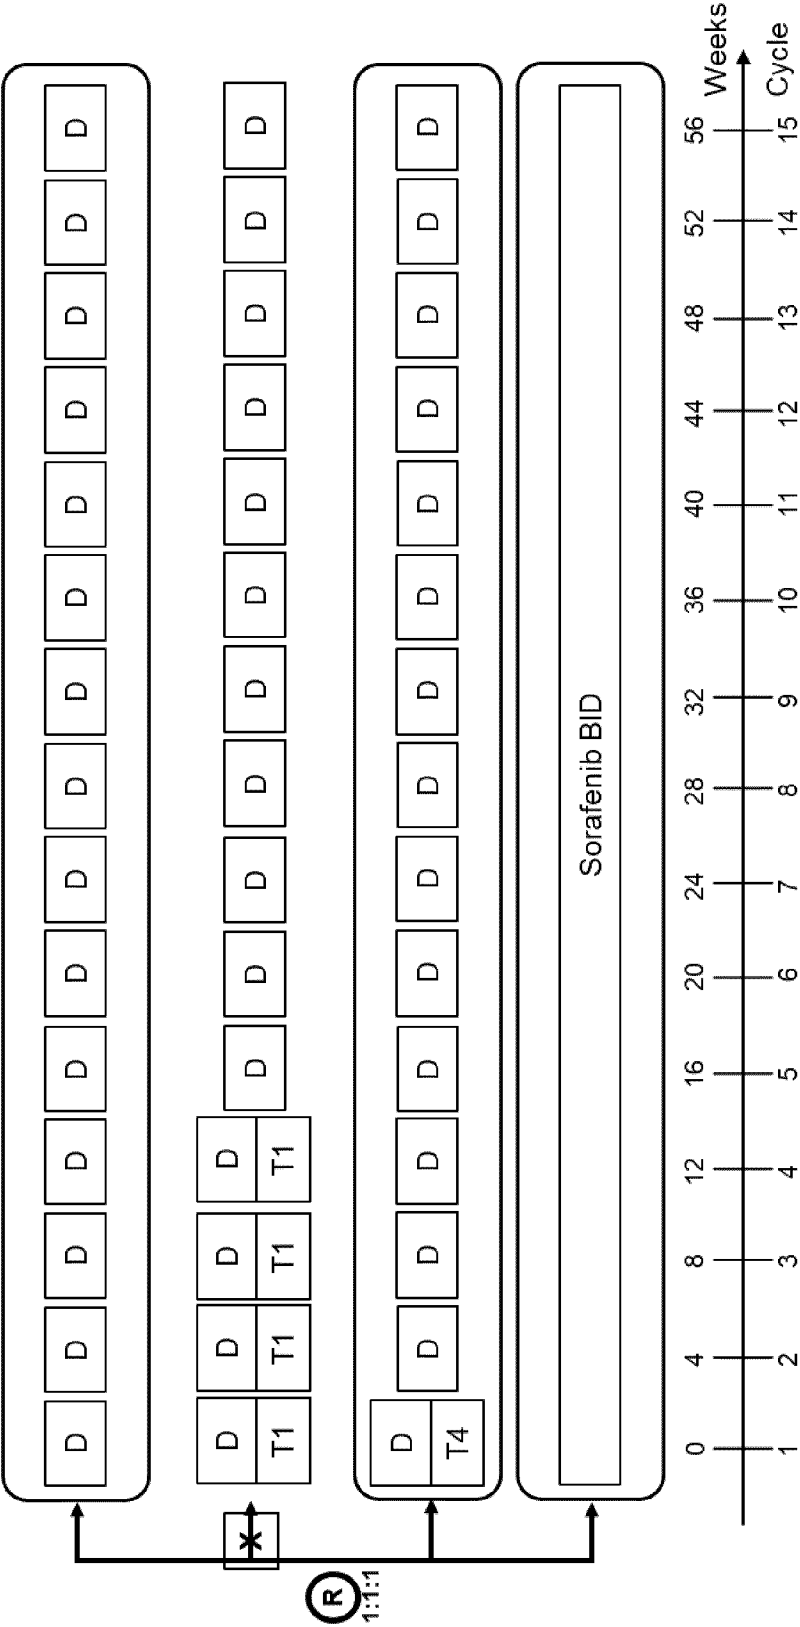 D D D D D D D D D D D D D D D
D D D D D D D D D D D D D D D
T1 T1 T1 T1
X
R
1:1:1
D D D D D D D D D D D D D D D
T4
Sorafenib BID
0 4 8 12 16 20 24 28 32 36 40 44 48 52 56 Weeks
1 2 3 4 5 6 7 8 9 10 11 12 13 14 15 Cycle